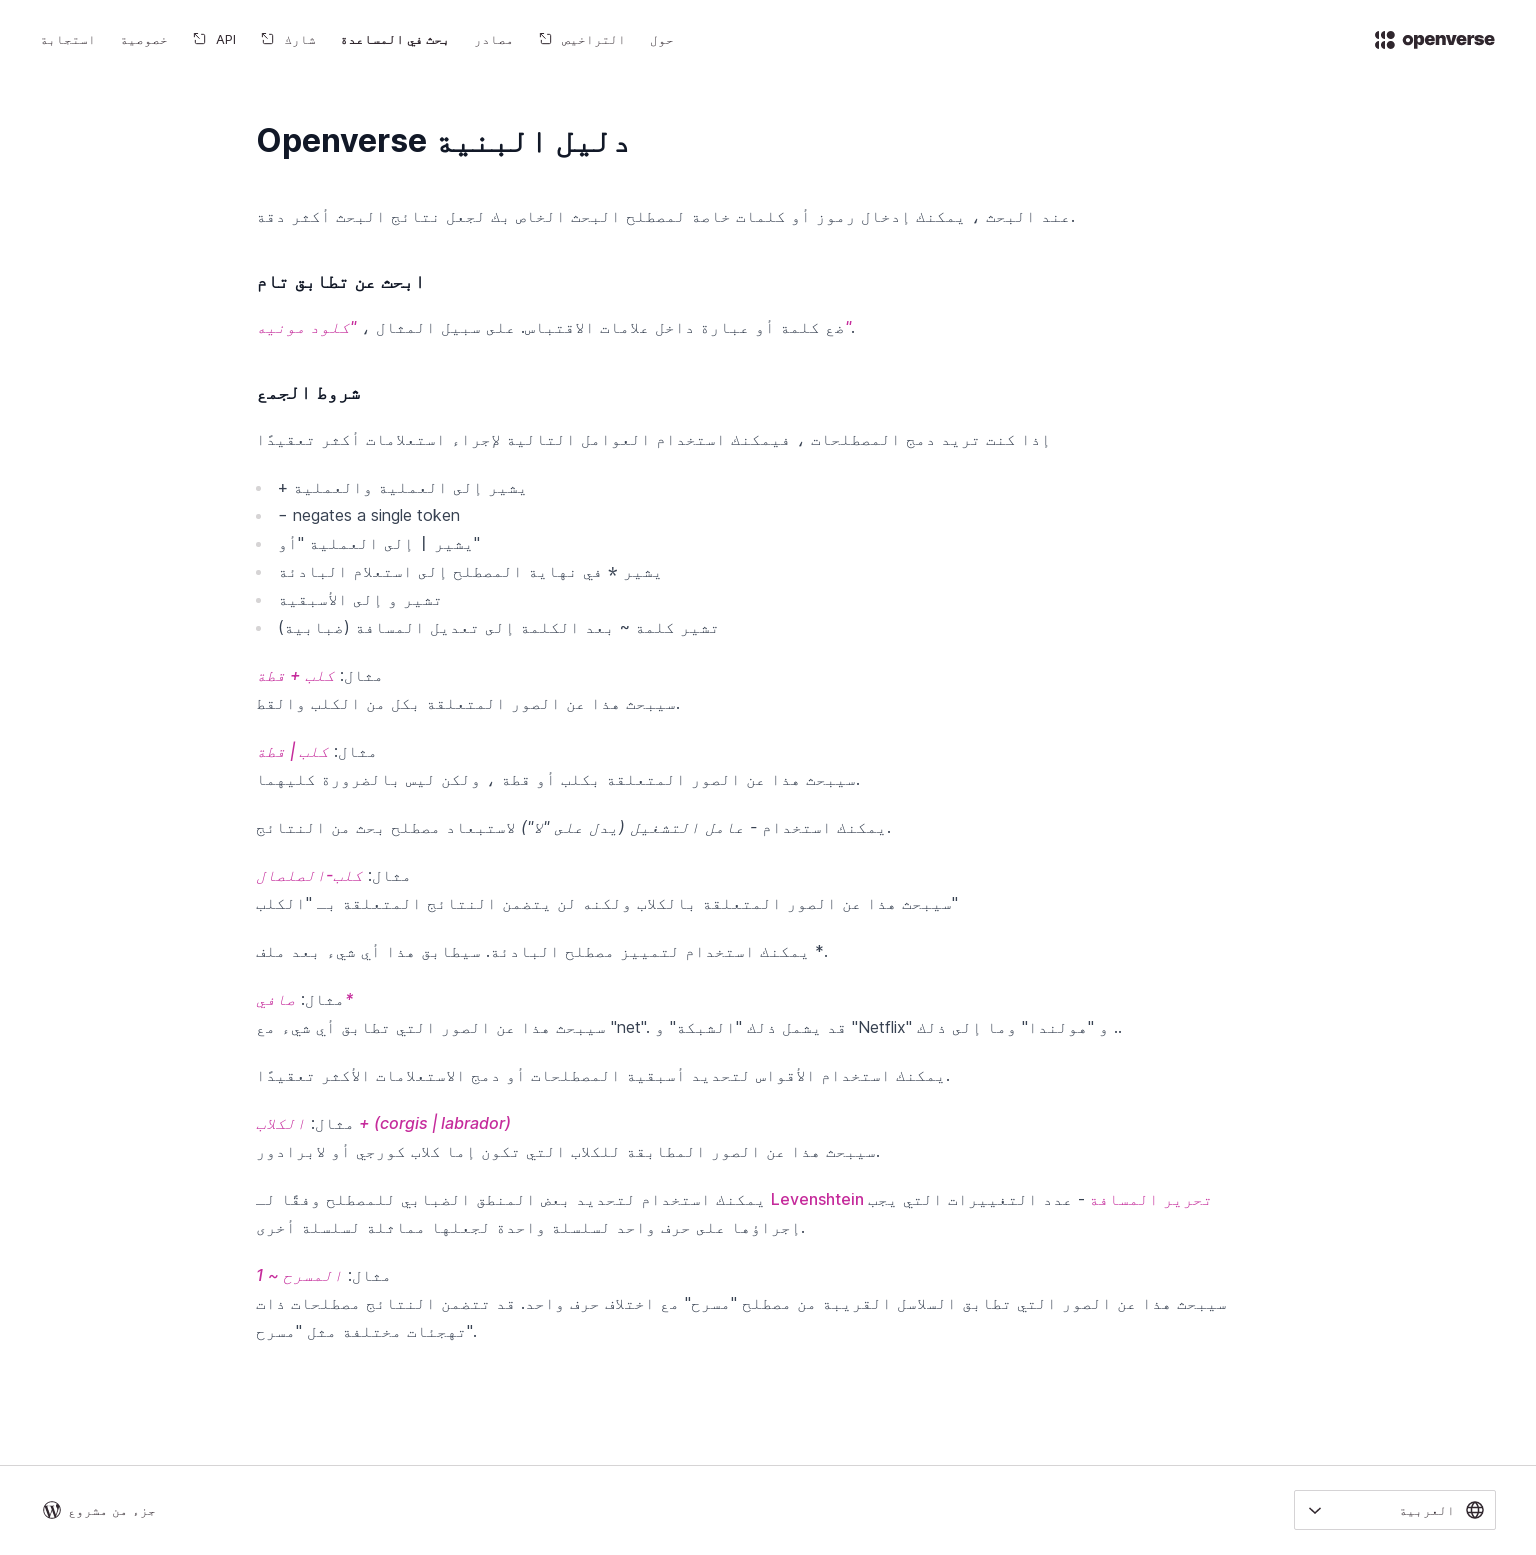 openverse
حول
التراخيص
مصادر
بحث في المساعدة
شارك
API
خصوصية
استجابة
دليل البنية Openverse
عند البحث ، يمكنك إدخال رموز أو كلمات خاصة لمصطلح البحث الخاص بك لجعل نتائج البحث أكثر دقة.
ابحث عن تطابق تام
ضع كلمة أو عبارة داخل علامات الاقتباس. على سبيل المثال ، "كلود مونيه".
شروط الجمع
إذا كنت تريد دمج المصطلحات ، فيمكنك استخدام العوامل التالية لإجراء استعلامات أكثر تعقيدًا
+ يشير إلى العملية والعملية
- negates a single token
يشير | إلى العملية "أو"
يشير * في نهاية المصطلح إلى استعلام البادئة
تشير و إلى الأسبقية
تشير كلمة ~ بعد الكلمة إلى تعديل المسافة (ضبابية)
مثال: كلب + قطة
سيبحث هذا عن الصور المتعلقة بكل من الكلب والقط.
مثال: كلب | قطة
سيبحث هذا عن الصور المتعلقة بكلب أو قطة ، ولكن ليس بالضرورة كليهما.
يمكنك استخدام - عامل التشغيل (يدل على "لا") لاستبعاد مصطلح بحث من النتائج.
مثال: كلب-الصلصال
سيبحث هذا عن الصور المتعلقة بالكلاب ولكنه لن يتضمن النتائج المتعلقة بـ "الكلب"
يمكنك استخدام لتمييز مصطلح البادئة. سيطابق هذا أي شيء بعد ملف *.
مثال: صافي*
سيبحث هذا عن الصور التي تطابق أي شيء مع "net". قد يشمل ذلك "الشبكة" و "Netflix" و "هولندا" وما إلى ذلك ..
يمكنك استخدام الأقواس لتحديد أسبقية المصطلحات أو دمج الاستعلامات الأكثر تعقيدًا.
مثال: الكلاب + (corgis | labrador)
سيبحث هذا عن الصور المطابقة للكلاب التي تكون إما كلاب كورجي أو لابرادور.
يمكنك استخدام لتحديد بعض المنطق الضبابي للمصطلح وفقًا لـ Levenshtein تحرير المسافة - عدد التغييرات التي يجب
إجراؤها على حرف واحد لسلسلة واحدة لجعلها مماثلة لسلسلة أخرى.
مثال: المسرح ~ 1
سيبحث هذا عن الصور التي تطابق السلاسل القريبة من مصطلح "مسرح" مع اختلاف حرف واحد. قد تتضمن النتائج مصطلحات ذات
تهجئات مختلفة مثل "مسرح".
العربية
جزء من مشروع